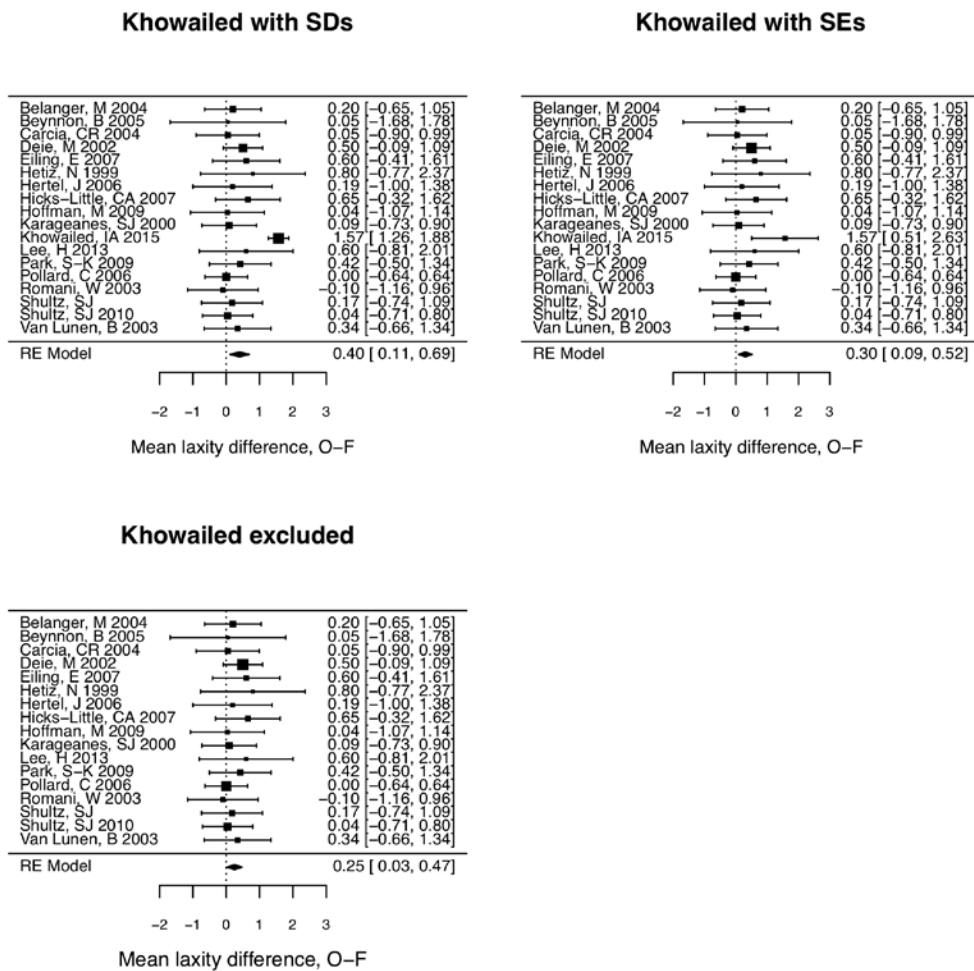 Khowailed with SDs
Belanger, M 2004 0.20 [−0.65, 1.05]
Beynnon, B 2005 0.05 [−1.68, 1.78]
Carcia, CR 2004 0.05 [−0.90, 0.99]
Deie, M 2002 0.50 [−0.09, 1.09]
Eiling, E 2007 0.60 [−0.41, 1.61]
Hetiz, N 1999 0.80 [−0.77, 2.37]
Hertel, J 2006 0.19 [−1.00, 1.38]
Hicks−Little, CA 2007 0.65 [−0.32, 1.62]
Hoffman, M 2009 0.04 [−1.07, 1.14]
Karageanes, SJ 2000 0.09 [−0.73, 0.90]
Khowailed, IA 2015 1.57 [ 1.26, 1.88]
Lee, H 2013 0.60 [−0.81, 2.01]
Park, S−K 2009 0.42 [−0.50, 1.34]
Pollard, C 2006 0.00 [−0.64, 0.64]
Romani, W 2003 −0.10 [−1.16, 0.96]
Shultz, SJ 0.17 [−0.74, 1.09]
Shultz, SJ 2010 0.04 [−0.71, 0.80]
Van Lunen, B 2003 0.34 [−0.66, 1.34]
RE Model 0.40 [ 0.11, 0.69]
−2 −1 0 1 2 3
Mean laxity difference, O−F
Khowailed with SEs
Belanger, M 2004 0.20 [−0.65, 1.05]
Beynnon, B 2005 0.05 [−1.68, 1.78]
Carcia, CR 2004 0.05 [−0.90, 0.99]
Deie, M 2002 0.50 [−0.09, 1.09]
Eiling, E 2007 0.60 [−0.41, 1.61]
Hetiz, N 1999 0.80 [−0.77, 2.37]
Hertel, J 2006 0.19 [−1.00, 1.38]
Hicks−Little, CA 2007 0.65 [−0.32, 1.62]
Hoffman, M 2009 0.04 [−1.07, 1.14]
Karageanes, SJ 2000 0.09 [−0.73, 0.90]
Khowailed, IA 2015 1.57 [ 0.51, 2.63]
Lee, H 2013 0.60 [−0.81, 2.01]
Park, S−K 2009 0.42 [−0.50, 1.34]
Pollard, C 2006 0.00 [−0.64, 0.64]
Romani, W 2003 −0.10 [−1.16, 0.96]
Shultz, SJ 0.17 [−0.74, 1.09]
Shultz, SJ 2010 0.04 [−0.71, 0.80]
Van Lunen, B 2003 0.34 [−0.66, 1.34]
RE Model 0.30 [ 0.09, 0.52]
−2 −1 0 1 2 3
Mean laxity difference, O−F
Khowailed excluded
Belanger, M 2004 0.20 [−0.65, 1.05]
Beynnon, B 2005 0.05 [−1.68, 1.78]
Carcia, CR 2004 0.05 [−0.90, 0.99]
Deie, M 2002 0.50 [−0.09, 1.09]
Eiling, E 2007 0.60 [−0.41, 1.61]
Hetiz, N 1999 0.80 [−0.77, 2.37]
Hertel, J 2006 0.19 [−1.00, 1.38]
Hicks−Little, CA 2007 0.65 [−0.32, 1.62]
Hoffman, M 2009 0.04 [−1.07, 1.14]
Karageanes, SJ 2000 0.09 [−0.73, 0.90]
Lee, H 2013 0.60 [−0.81, 2.01]
Park, S−K 2009 0.42 [−0.50, 1.34]
Pollard, C 2006 0.00 [−0.64, 0.64]
Romani, W 2003 −0.10 [−1.16, 0.96]
Shultz, SJ 0.17 [−0.74, 1.09]
Shultz, SJ 2010 0.04 [−0.71, 0.80]
Van Lunen, B 2003 0.34 [−0.66, 1.34]
RE Model 0.25 [ 0.03, 0.47]
−2 −1 0 1 2 3
Mean laxity difference, O−F